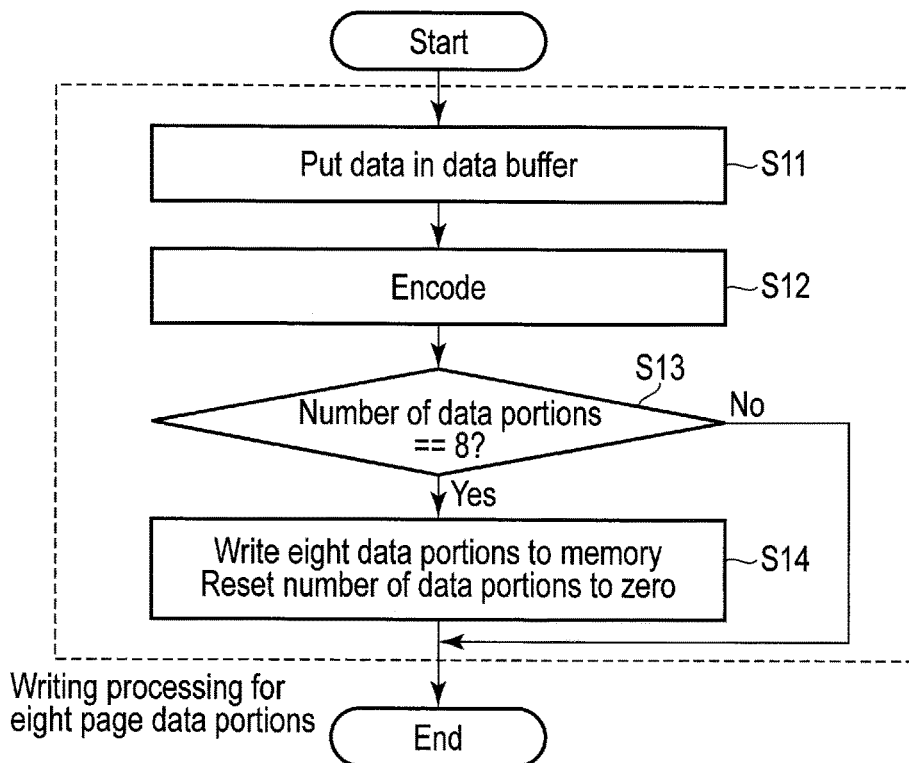 Start
Put data in data buffer
S11
Encode
S12
S13
Number of data portions
== 8?
No
Yes
Write eight data portions to memory
Reset number of data portions to zero
S14
Writing processing for
eight page data portions
End